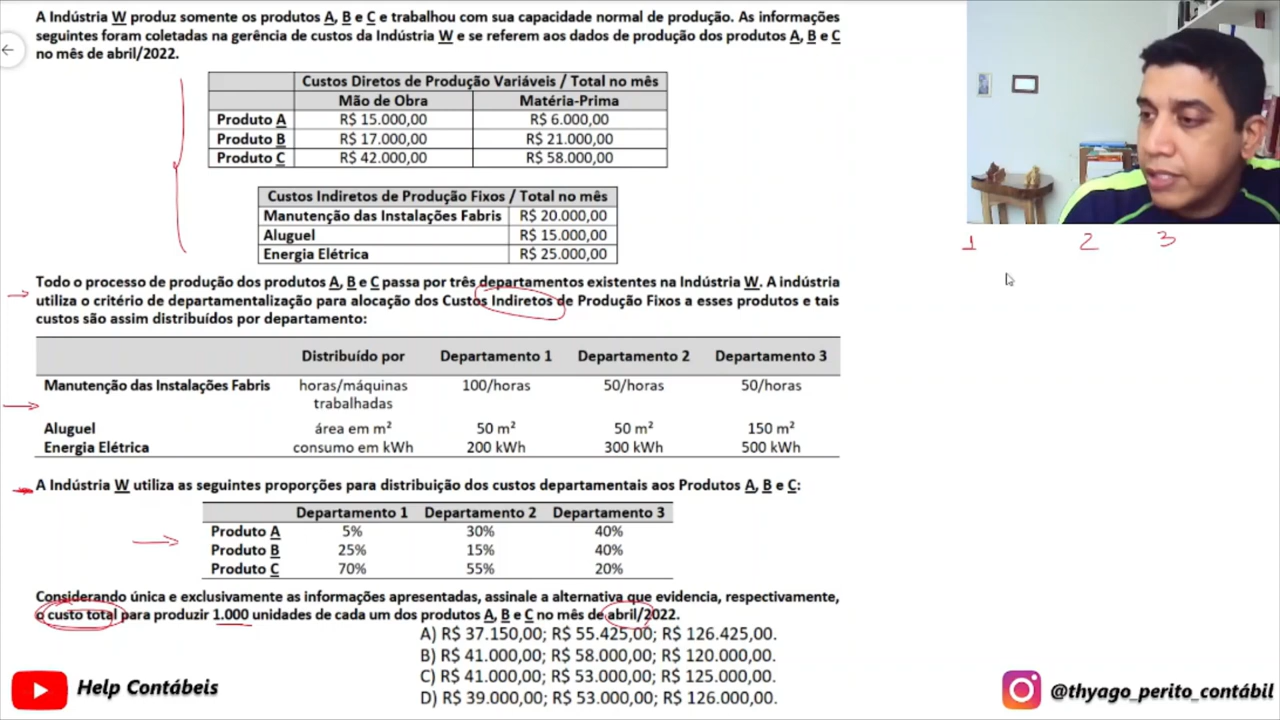 A Indústria W produz somente os produtos A, B e C e trabalhou com sua capacidade normal de produção. As informações
seguintes foram coletadas na gerência de custos da Indústria W e se referem aos dados de produção dos produtos A, B e C
no mês de abril/2022.
Custos Diretos de Produção Variáveis / Total no mês
Mão de Obra Matéria-Prima
Produto A R$ 15.000,00 R$ 6.000,00
Produto B R$ 17.000,00 R$ 21.000,00
Produto C R$ 42.000,00 R$ 58.000,00
Custos Indiretos de Produção Fixos / Total no mês
Manutenção das Instalações Fabris R$ 20.000,00
Aluguel R$ 15.000,00
Energia Elétrica R$ 25.000,00
1 2 3
Todo o processo de produção dos produtos A, B e C passa por três departamentos existentes na Indústria W. A indústria
utiliza o critério de departamentalização para alocação dos Custos Indiretos de Produção Fixos a esses produtos e tais
custos são assim distribuídos por departamento:
Distribuído por Departamento 1 Departamento 2 Departamento 3
Manutenção das Instalações Fabris horas/máquinas 100/horas 50/horas 50/horas
trabalhadas
Aluguel área em m² 50 m² 50 m² 150 m²
Energia Elétrica consumo em kWh 200 kWh 300 kWh 500 kWh
A Indústria W utiliza as seguintes proporções para distribuição dos custos departamentais aos Produtos A, B e C:
Departamento 1 Departamento 2 Departamento 3
Produto A 5% 30% 40%
Produto B 25% 15% 40%
Produto C 70% 55% 20%
Considerando única e exclusivamente as informações apresentadas, assinale a alternativa que evidencia, respectivamente,
o custo total para produzir 1.000 unidades de cada um dos produtos A, B e C no mês de abril/2022.
A) R$ 37.150,00; R$ 55.425,00; R$ 126.425,00.
B) R$ 41.000,00; R$ 58.000,00; R$ 120.000,00.
C) R$ 41.000,00; R$ 53.000,00; R$ 125.000,00.
D) R$ 39.000,00; R$ 53.000,00; R$ 126.000,00.
Help Contábeis
@thyago_perito_contábil